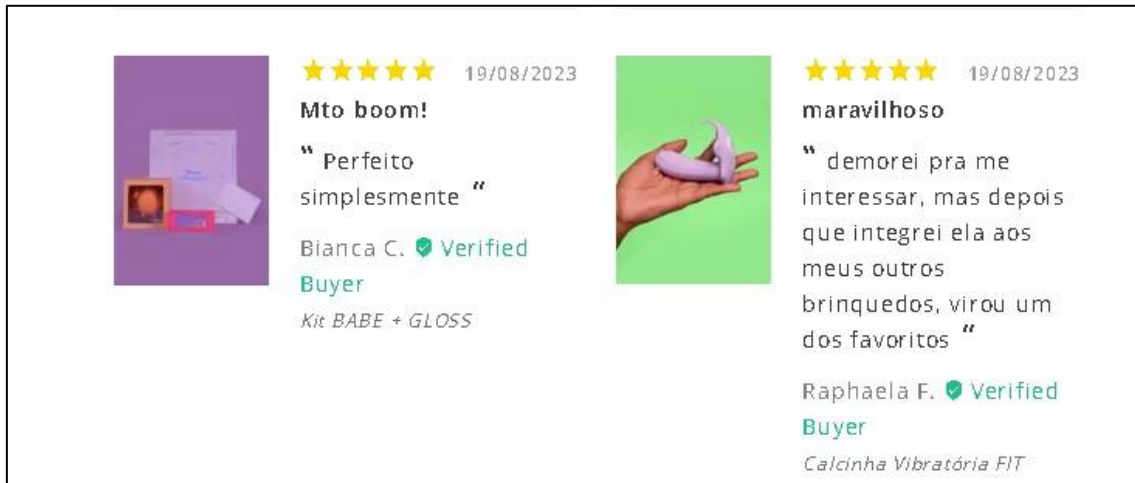 19/08/2023
Mto boom!
“ Perfeito
simplesmente “
Bianca C. Verified
Buyer
Kit BABE + GLOSS
19/08/2023
maravilhoso
“ demorei pra me
interessar, mas depois
que integrei ela aos
meus outros
brinquedos, virou um
dos favoritos “
Raphaela F. Verified
Buyer
Calcinha Vibratória FIT